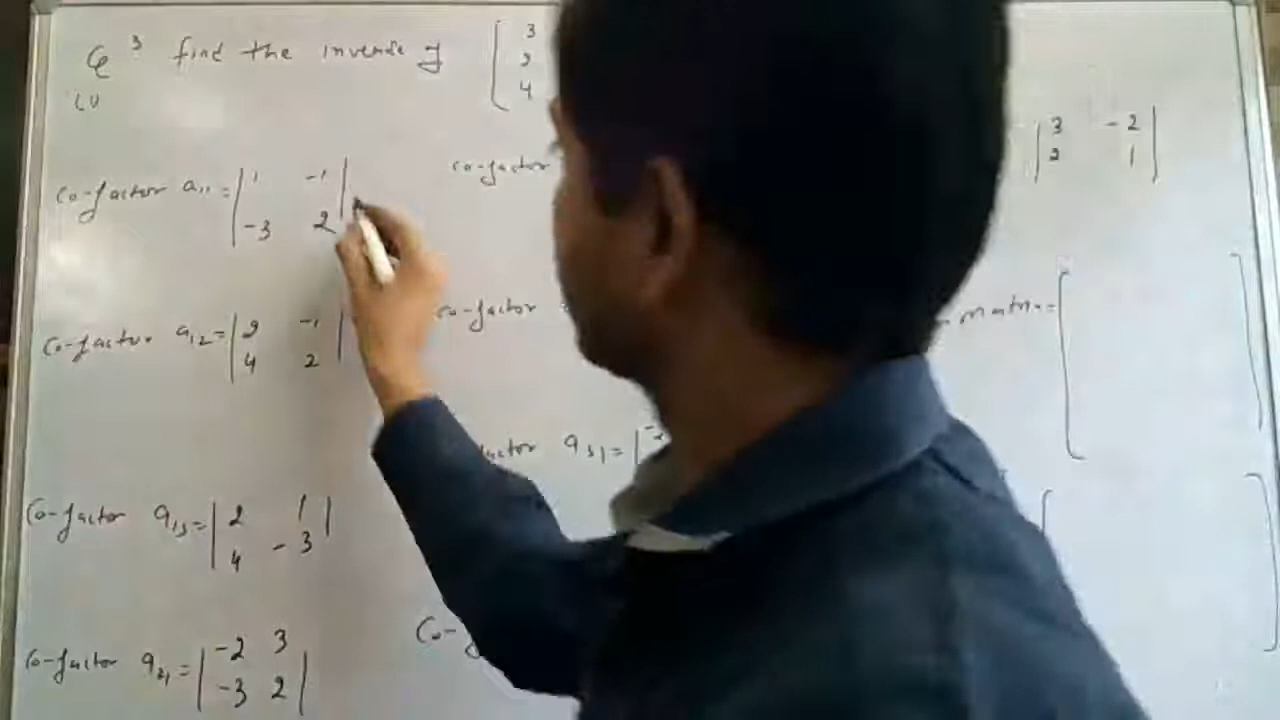 Q 3 find the inverse of [ 3
2
4
(v)
| 3 -2 |
| 2 1 |
Co-factor a11 = | 1 -1 |
| -3 2 |
Co-factor
Co-factor a12 = | 2 -1 |
| 4 2 |
Co-factor
matrix = [ ]
Co-factor a13 = | 2 1 |
| 4 -3 |
a31 = |
Co-factor a21 = | -2 3 |
| -3 2 |
Co-